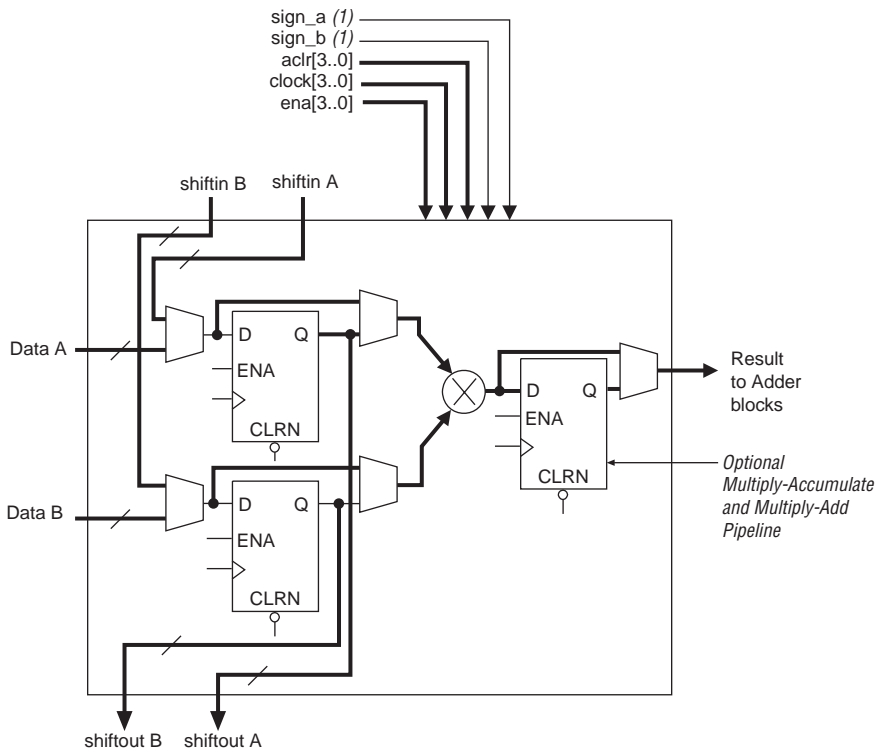 sign_a (1)
sign_b (1)
aclr[3..0]
clock[3..0]
ena[3..0]
shiftin B
shiftin A
Data A
D
Q
ENA
CLRN
Data B
D
Q
ENA
CLRN
D
Q
ENA
CLRN
Result
to Adder
blocks
Optional
Multiply-Accumulate
and Multiply-Add
Pipeline
shiftout B
shiftout A